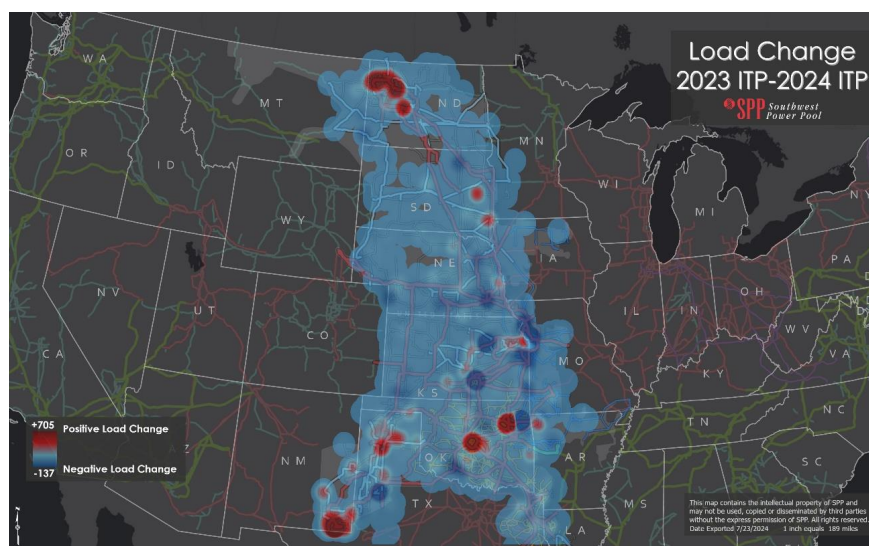 Load Change
2023 ITP-2024 ITP
SPP Southwest
Power Pool
WA
MT
ND
MN
OR
ID
WI
SD
WY
MI
NY
NE
IA
PA
NV
UT
CO
IL
IN
OH
MD
WV
CA
KS
MO
VA
KY
+705 Positive Load Change
-137 Negative Load Change
AZ
NM
OK
AR
TN
NC
SC
TX
MS
LA
This map contains the intellectual property of SPP and
may not be used, copied or disseminated by third parties
without the express permission of SPP. All rights reserved.
Date Exported 7/23/2024 1 inch equals 189 miles